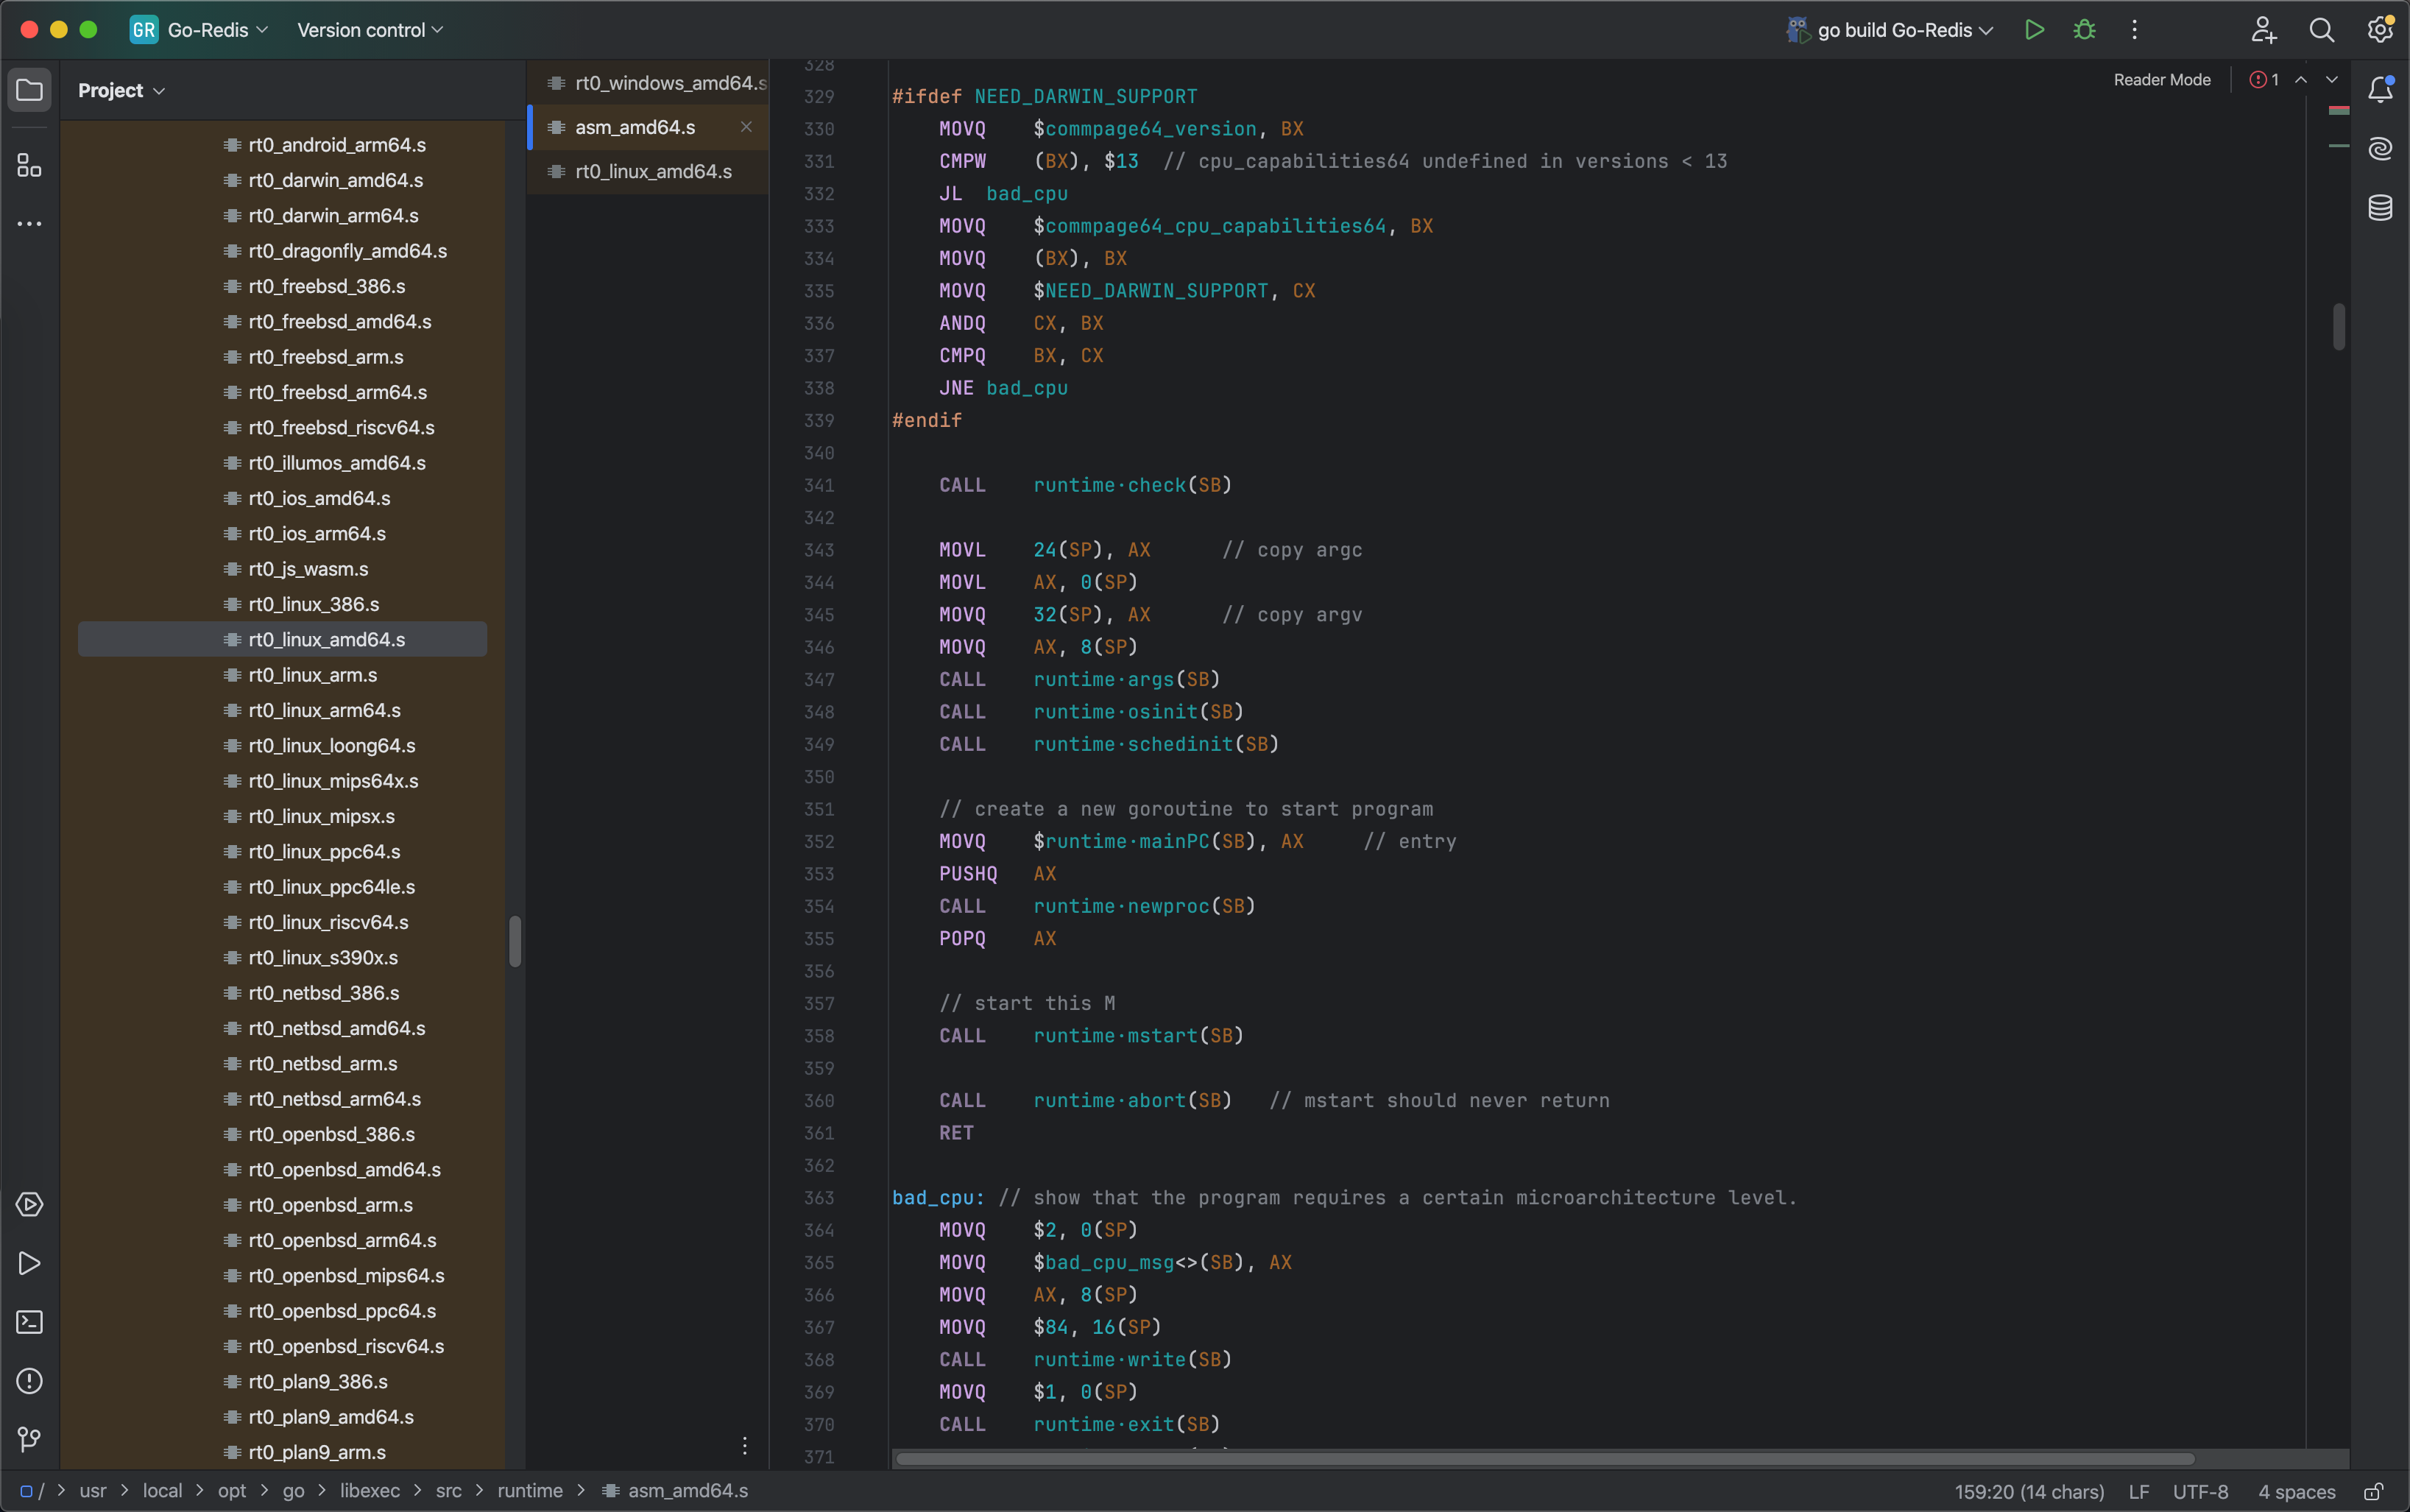 GR Go-Redis Version control go build Go-Redis
Project
rt0_android_arm64.s
rt0_darwin_amd64.s
rt0_darwin_arm64.s
rt0_dragonfly_amd64.s
rt0_freebsd_386.s
rt0_freebsd_amd64.s
rt0_freebsd_arm.s
rt0_freebsd_arm64.s
rt0_freebsd_riscv64.s
rt0_illumos_amd64.s
rt0_ios_amd64.s
rt0_ios_arm64.s
rt0_js_wasm.s
rt0_linux_386.s
rt0_linux_amd64.s
rt0_linux_arm.s
rt0_linux_arm64.s
rt0_linux_loong64.s
rt0_linux_mips64x.s
rt0_linux_mipsx.s
rt0_linux_ppc64.s
rt0_linux_ppc64le.s
rt0_linux_riscv64.s
rt0_linux_s390x.s
rt0_netbsd_386.s
rt0_netbsd_amd64.s
rt0_netbsd_arm.s
rt0_netbsd_arm64.s
rt0_openbsd_386.s
rt0_openbsd_amd64.s
rt0_openbsd_arm.s
rt0_openbsd_arm64.s
rt0_openbsd_mips64.s
rt0_openbsd_ppc64.s
rt0_openbsd_riscv64.s
rt0_plan9_386.s
rt0_plan9_amd64.s
rt0_plan9_arm.s
rt0_windows_amd64.s
asm_amd64.s
rt0_linux_amd64.s
Reader Mode 1
328
329 #ifdef NEED_DARWIN_SUPPORT
330 MOVQ $commpage64_version, BX
331 CMPW (BX), $13 // cpu_capabilities64 undefined in versions < 13
332 JL bad_cpu
333 MOVQ $commpage64_cpu_capabilities64, BX
334 MOVQ (BX), BX
335 MOVQ $NEED_DARWIN_SUPPORT, CX
336 ANDQ CX, BX
337 CMPQ BX, CX
338 JNE bad_cpu
339 #endif
340
341 CALL runtime·check(SB)
342
343 MOVL 24(SP), AX // copy argc
344 MOVL AX, 0(SP)
345 MOVQ 32(SP), AX // copy argv
346 MOVQ AX, 8(SP)
347 CALL runtime·args(SB)
348 CALL runtime·osinit(SB)
349 CALL runtime·schedinit(SB)
350
351 // create a new goroutine to start program
352 MOVQ $runtime·mainPC(SB), AX // entry
353 PUSHQ AX
354 CALL runtime·newproc(SB)
355 POPQ AX
356
357 // start this M
358 CALL runtime·mstart(SB)
359
360 CALL runtime·abort(SB) // mstart should never return
361 RET
362
363 bad_cpu: // show that the program requires a certain microarchitecture level.
364 MOVQ $2, 0(SP)
365 MOVQ $bad_cpu_msg<>(SB), AX
366 MOVQ AX, 8(SP)
367 MOVQ $84, 16(SP)
368 CALL runtime·write(SB)
369 MOVQ $1, 0(SP)
370 CALL runtime·exit(SB)
371
/ > usr > local > opt > go > libexec > src > runtime > asm_amd64.s 159:20 (14 chars) LF UTF-8 4 spaces